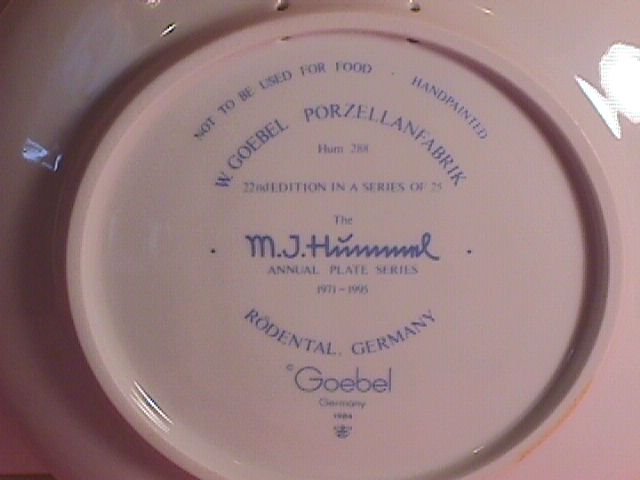 NOT TO BE USED FOR FOOD · HANDPAINTED
W. GOEBEL PORZELLANFABRIK
Hum 288
22nd EDITION IN A SERIES OF 25
The
· M.J. Hummel ·
ANNUAL PLATE SERIES
1971 – 1995
RÖDENTAL, GERMANY
© Goebel
Germany
1984